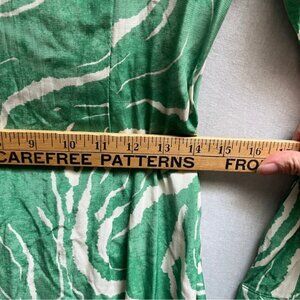 9 10 11 12 13 14 15 16
CAREFREE PATTERNS FRO